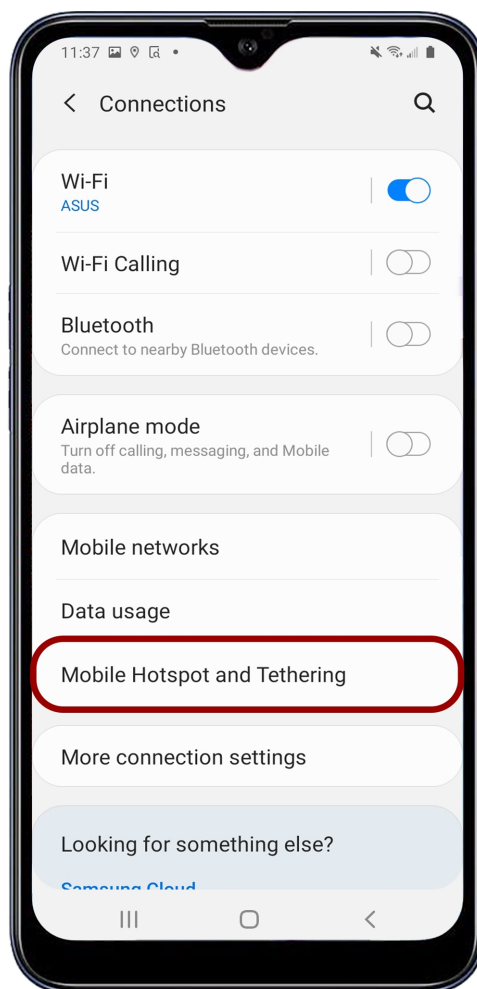 11:37
Connections
Wi-Fi
ASUS
Wi-Fi Calling
Bluetooth
Connect to nearby Bluetooth devices.
Airplane mode
Turn off calling, messaging, and Mobile
data.
Mobile networks
Data usage
Mobile Hotspot and Tethering
More connection settings
Looking for something else?
Samsung Cloud